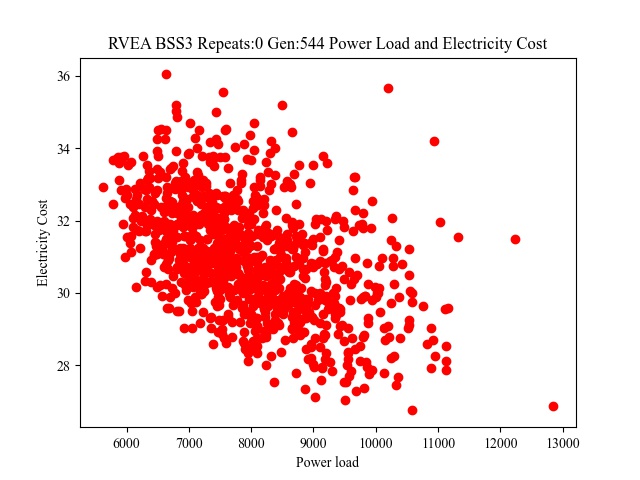 RVEA BSS3 Repeats:0 Gen:544 Power Load and Electricity Cost
36
34
32
30
28
Electricity Cost
6000 7000 8000 9000 10000 11000 12000 13000
Power load